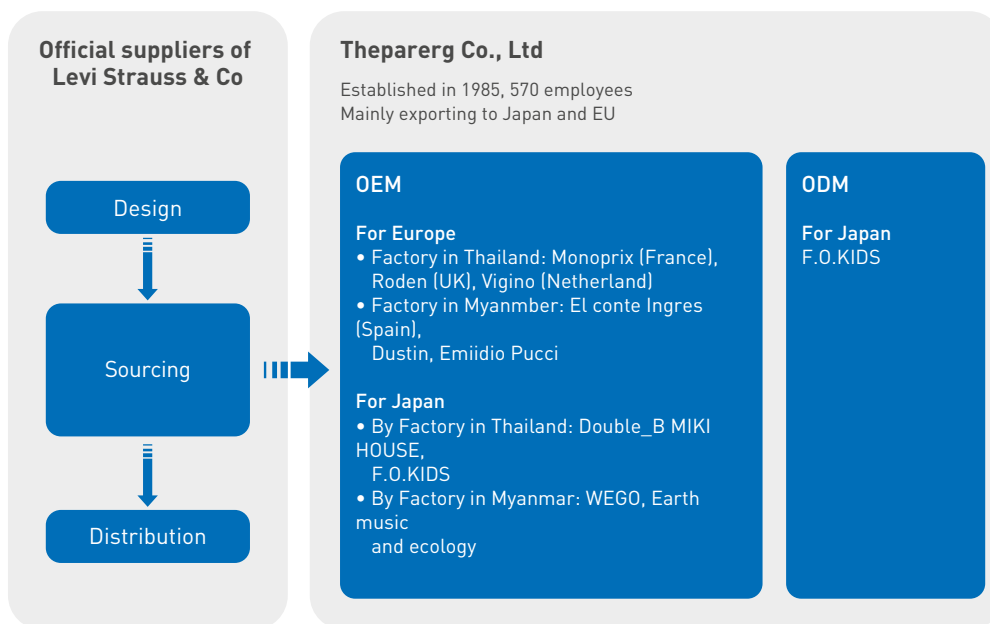 Official suppliers of
Levi Strauss & Co
Design
Sourcing
Distribution
Theparerg Co., Ltd
Established in 1985, 570 employees
Mainly exporting to Japan and EU
OEM
For Europe
• Factory in Thailand: Monoprix (France),
Roden (UK), Vigino (Netherland)
• Factory in Myanmber: El conte Ingres
(Spain),
Dustin, Emiidio Pucci
For Japan
• By Factory in Thailand: Double_B MIKI
HOUSE,
F.O.KIDS
• By Factory in Myanmar: WEGO, Earth
music
and ecology
ODM
For Japan
F.O.KIDS